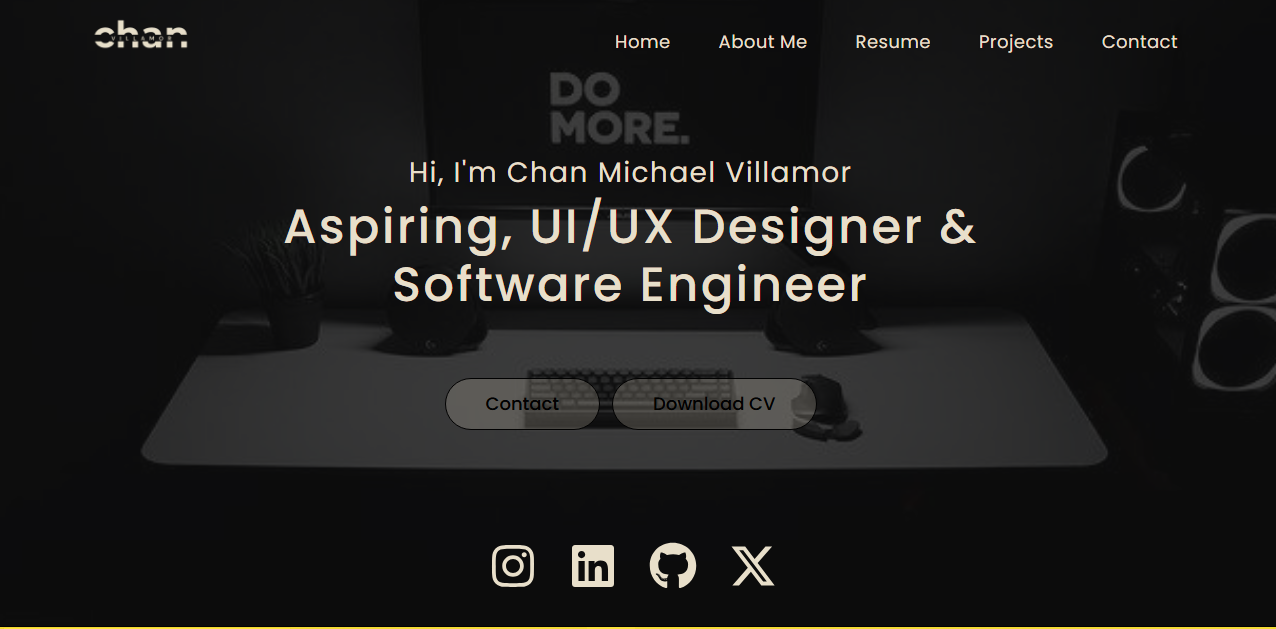 chan
VILLAMOR
Home About Me Resume Projects Contact
DO
MORE.
Hi, I'm Chan Michael Villamor
Aspiring, UI/UX Designer &
Software Engineer
Contact Download CV
in